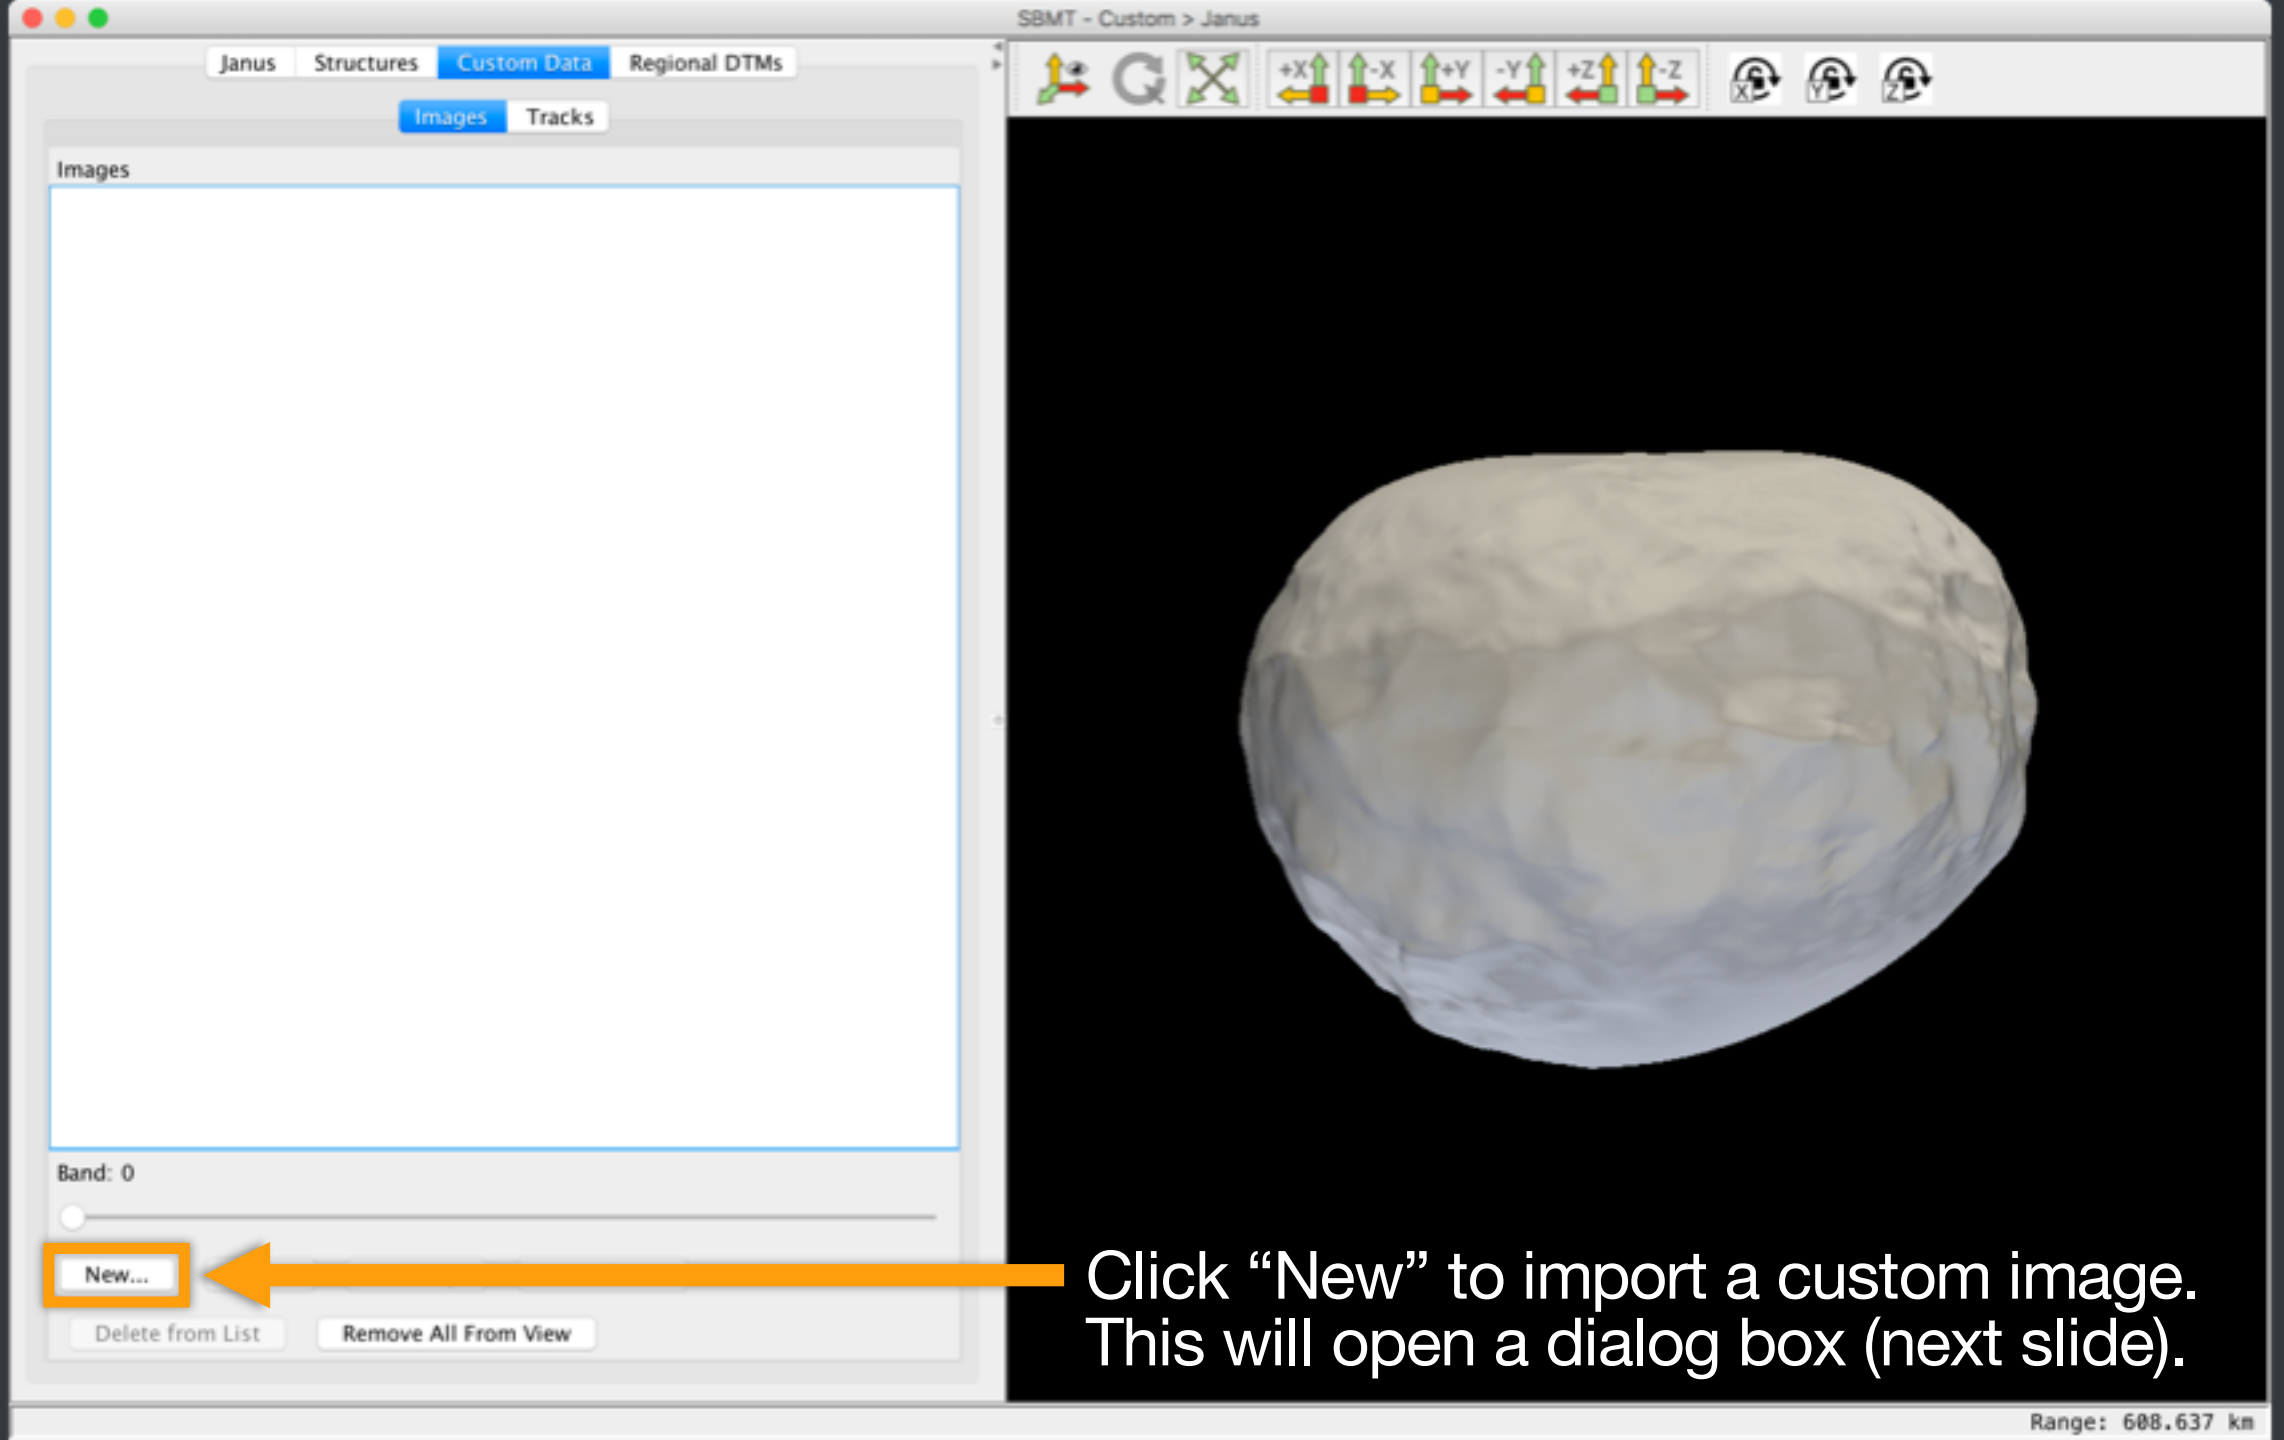 SBMT - Custom > Janus
Janus Structures Custom Data Regional DTMs
+X -X +Y -Y +Z -Z X Y Z
Images Tracks
Images
Band: 0
New...
Delete from List Remove All From View
Click “New” to import a custom image.
This will open a dialog box (next slide).
Range: 608.637 km